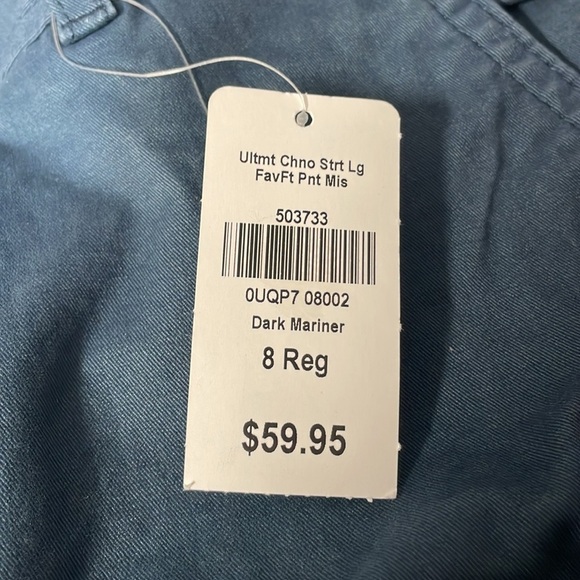 Ultmt Chno Strt Lg
FavFt Pnt Mis
503733
0UQP7 08002
Dark Mariner
8 Reg
$59.95